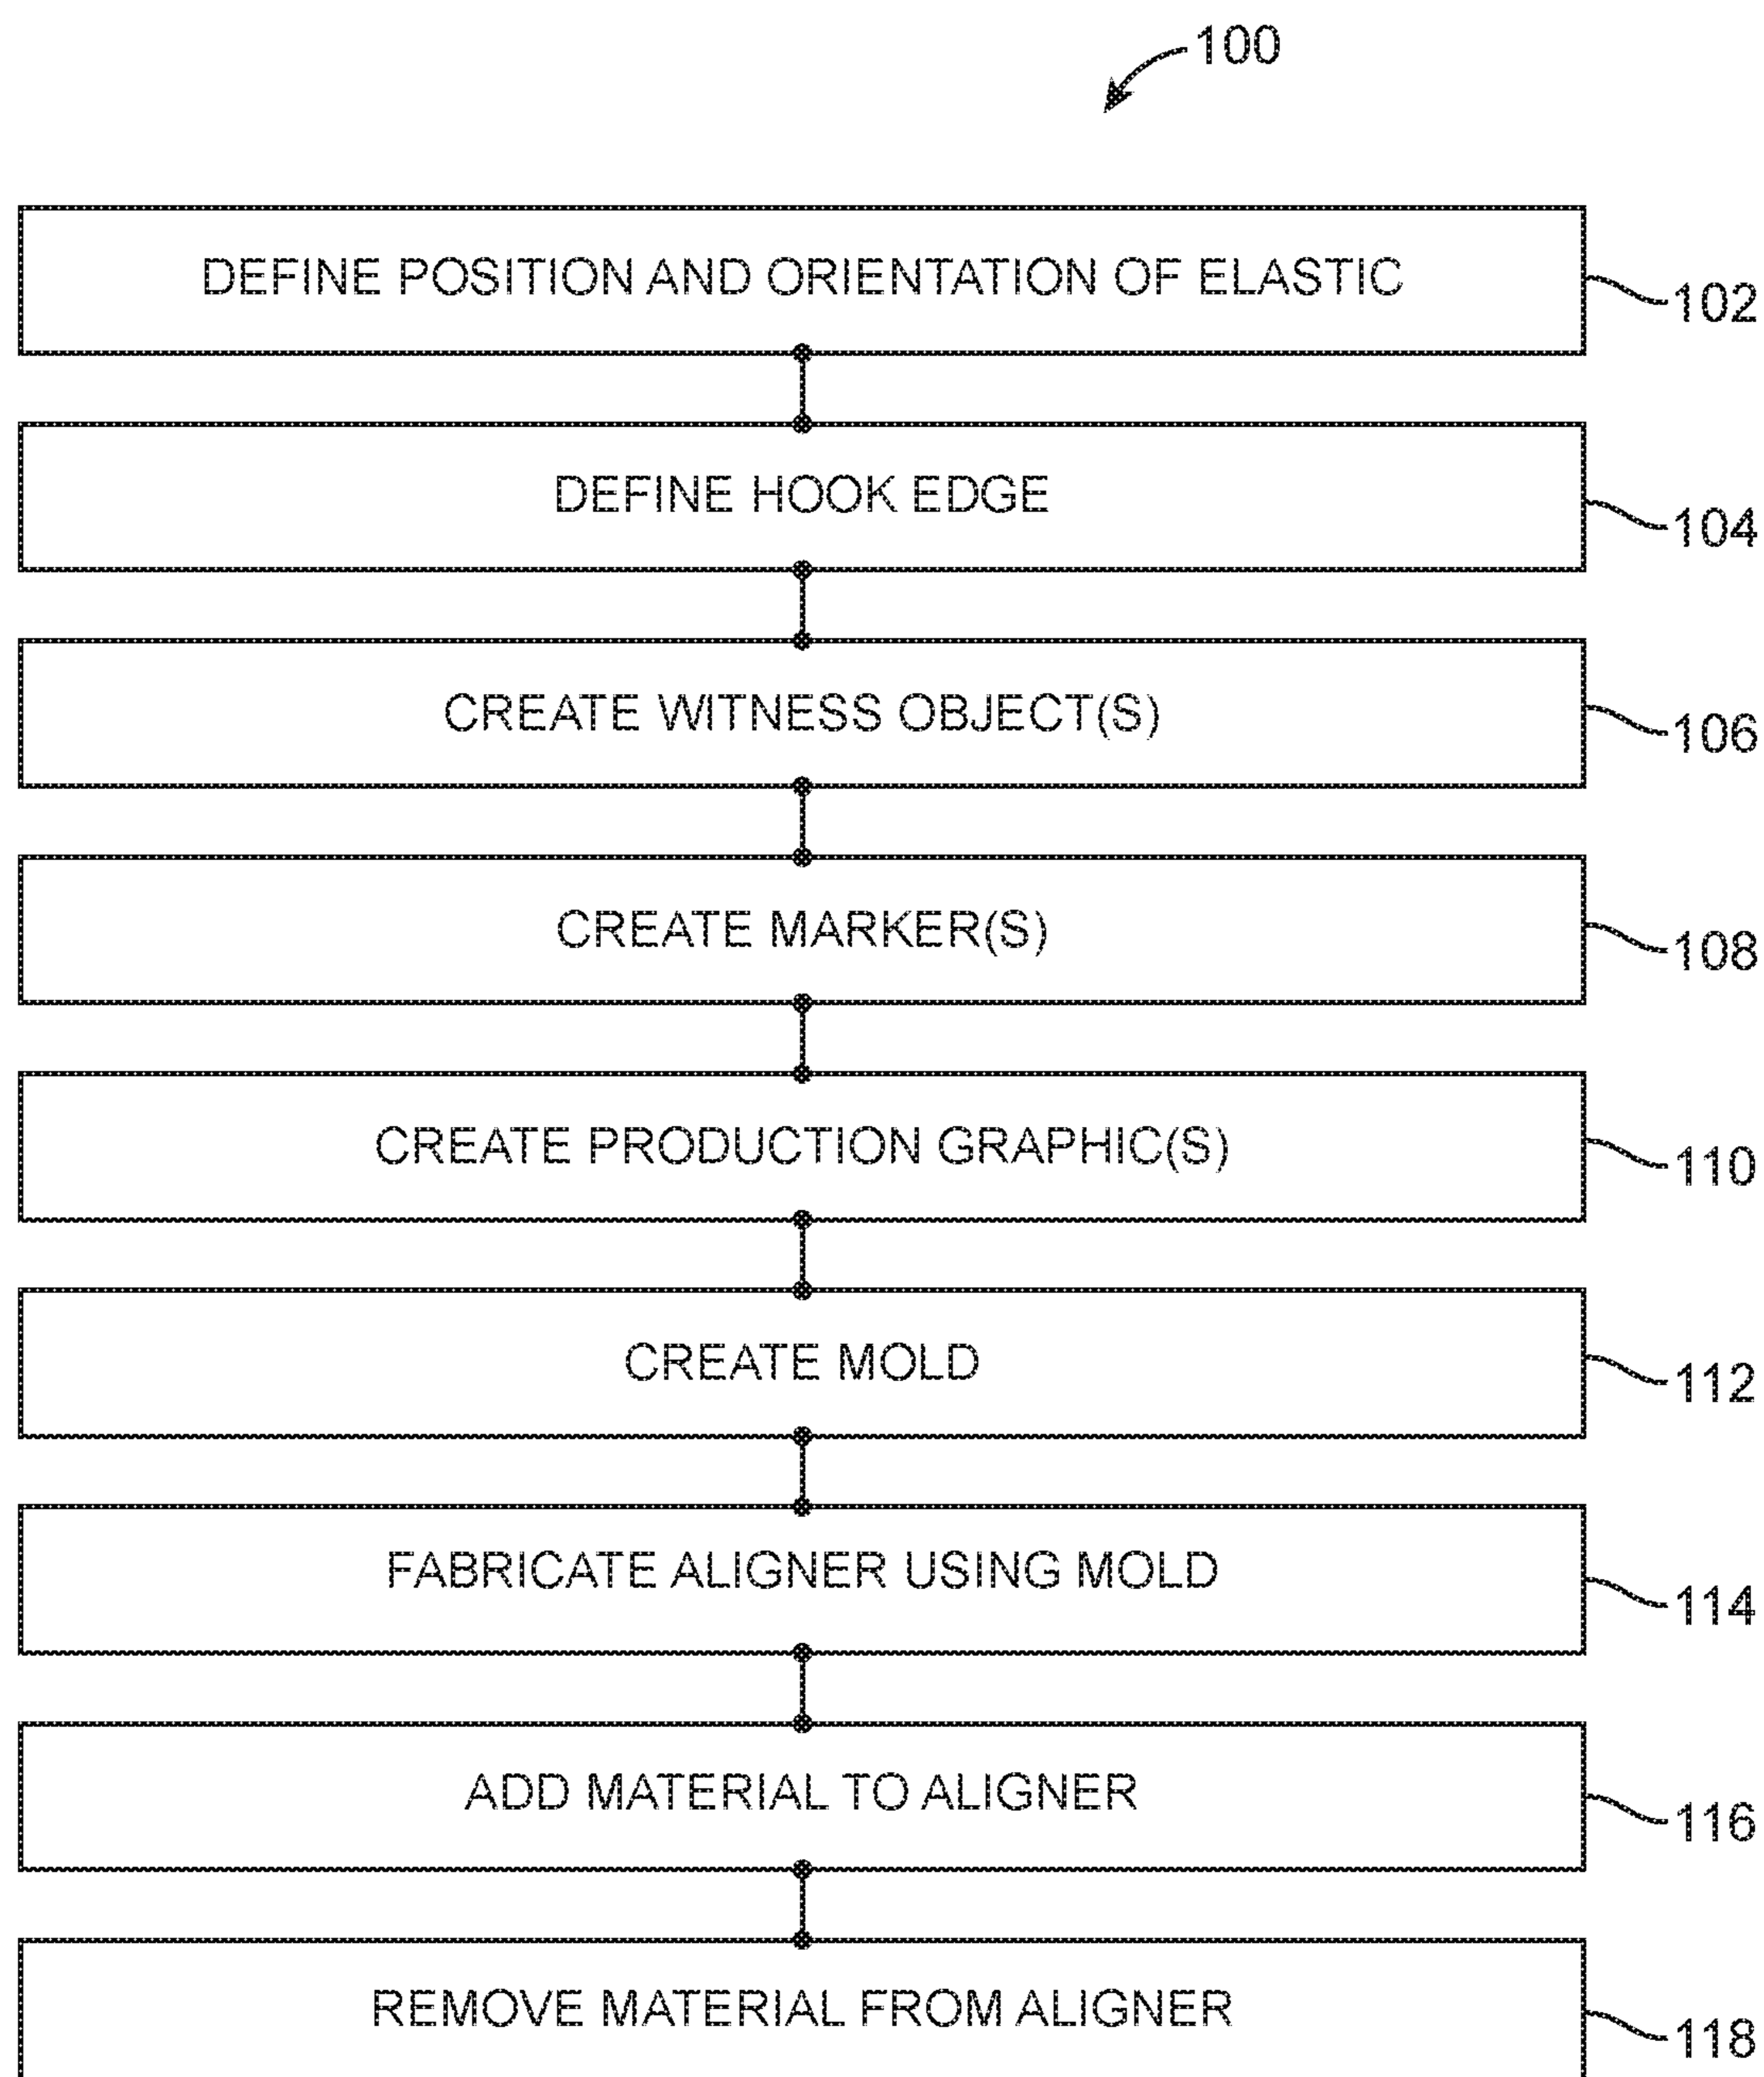 100
DEFINE POSITION AND ORIENTATION OF ELASTIC
102
DEFINE HOOK EDGE
104
CREATE WITNESS OBJECT(S)
106
CREATE MARKER(S)
108
CREATE PRODUCTION GRAPHIC(S)
110
CREATE MOLD
112
FABRICATE ALIGNER USING MOLD
114
ADD MATERIAL TO ALIGNER
116
REMOVE MATERIAL FROM ALIGNER
118